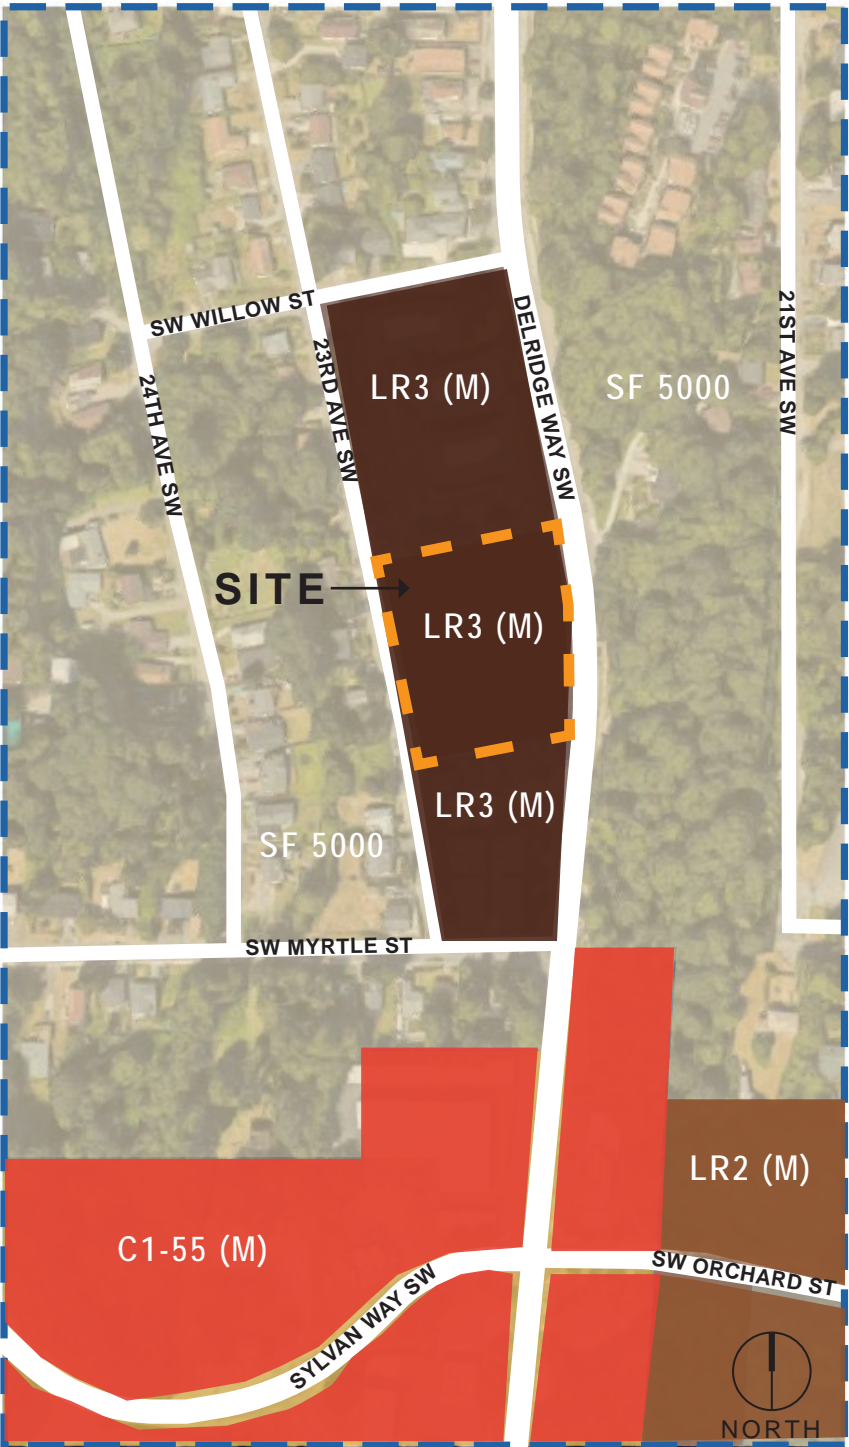 SW WILLOW ST
24TH AVE SW
23RD AVE SW
DELRIDGE WAY SW
21ST AVE SW
LR3 (M)
SF 5000
SITE
LR3 (M)
LR3 (M)
SF 5000
SW MYRTLE ST
LR2 (M)
C1-55 (M)
SW ORCHARD ST
SYLVAN WAY SW
NORTH